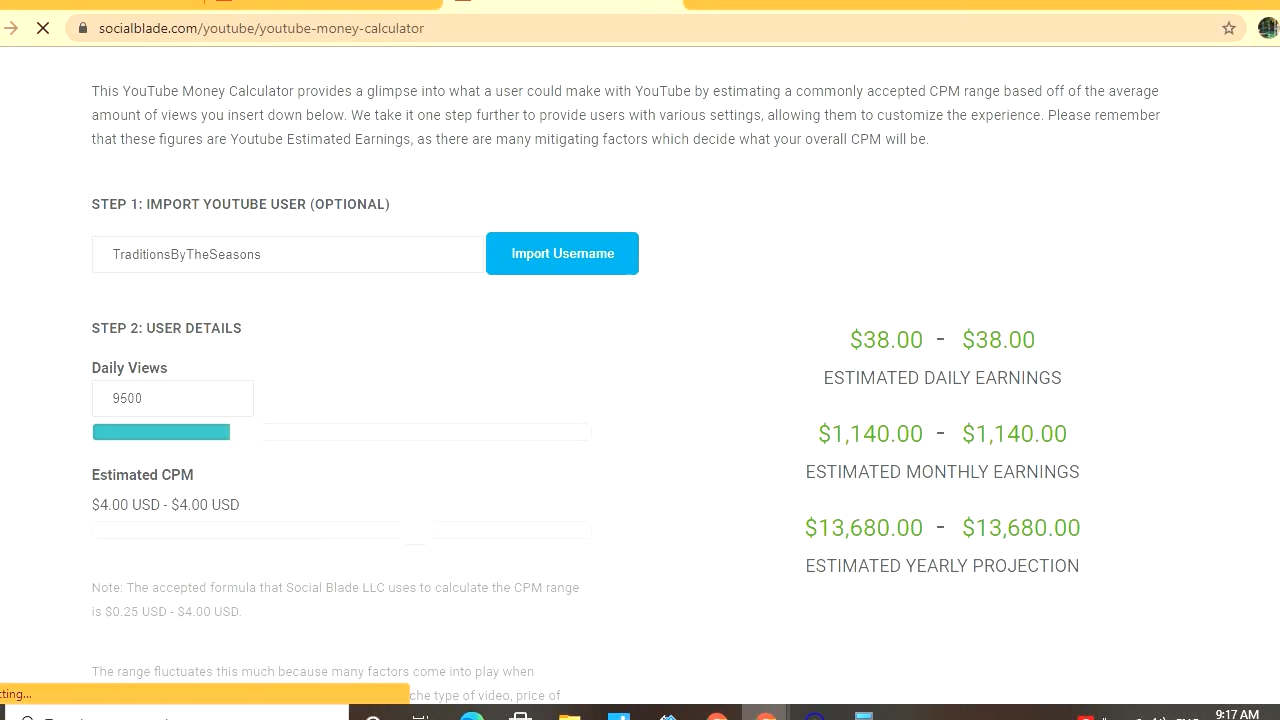 socialblade.com/youtube/youtube-money-calculator
This YouTube Money Calculator provides a glimpse into what a user could make with YouTube by estimating a commonly accepted CPM range based off of the average
amount of views you insert down below. We take it one step further to provide users with various settings, allowing them to customize the experience. Please remember
that these figures are Youtube Estimated Earnings, as there are many mitigating factors which decide what your overall CPM will be.
STEP 1: IMPORT YOUTUBE USER (OPTIONAL)
TraditionsByTheSeasons
Import Username
STEP 2: USER DETAILS
Daily Views
9500
Estimated CPM
$4.00 USD - $4.00 USD
Note: The accepted formula that Social Blade LLC uses to calculate the CPM range
is $0.25 USD - $4.00 USD.
The range fluctuates this much because many factors come into play when
type of video, price of
$38.00 - $38.00
ESTIMATED DAILY EARNINGS
$1,140.00 - $1,140.00
ESTIMATED MONTHLY EARNINGS
$13,680.00 - $13,680.00
ESTIMATED YEARLY PROJECTION
9:17 AM